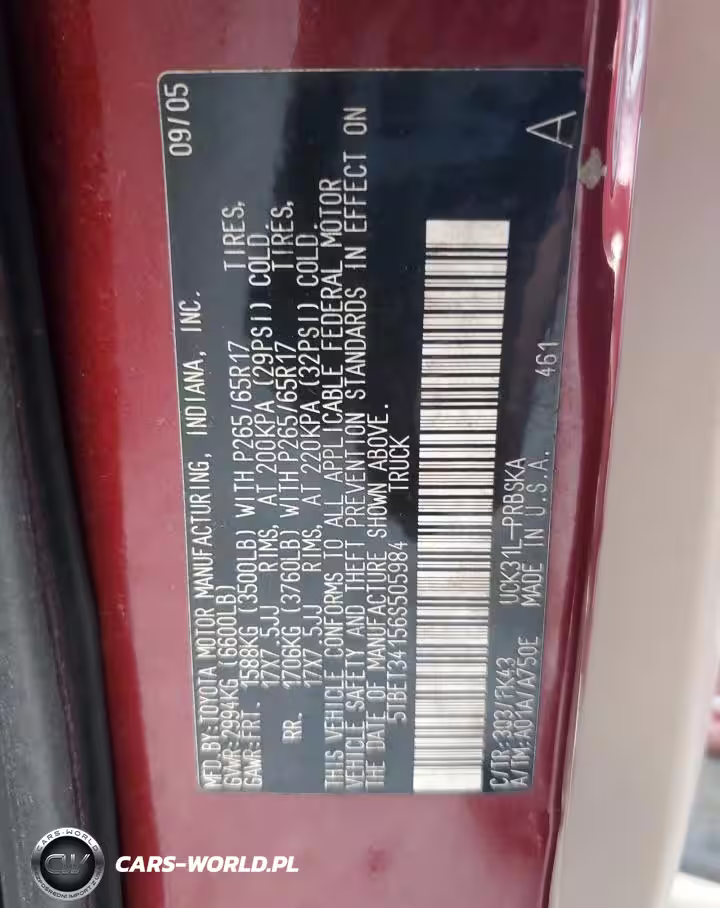 MFD. BY: TOYOTA MOTOR MANUFACTURING, INDIANA, INC. 09/05
GVWR: 2994KG (6600LB)
GAWR: FRT. 1588KG (3500LB) WITH P265/65R17 TIRES,
17X7.5JJ RIMS, AT 200KPA (29PSI) COLD.
RR. 1706KG (3760LB) WITH P265/65R17 TIRES,
17X7.5JJ RIMS, AT 220KPA (32PSI) COLD.
THIS VEHICLE CONFORMS TO ALL APPLICABLE FEDERAL MOTOR
VEHICLE SAFETY AND THEFT PREVENTION STANDARDS IN EFFECT ON
THE DATE OF MANUFACTURE SHOWN ABOVE.
5TBET34156S505984 TRUCK
C/TR: 3Q3/FK43 UCK31L-PRBSKA
A/TM: A01A/A750E MADE IN U.S.A. 461
A
CARS-WORLD
CW
CARS-WORLD.PL